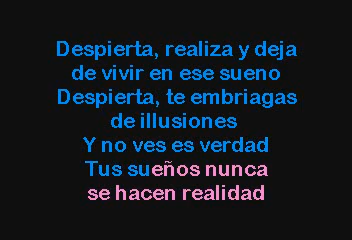 Despierta, realiza y deja
de vivir en ese sueno
Despierta, te embriagas
de illusiones
Y no ves es verdad
Tus sueños nunca
se hacen realidad